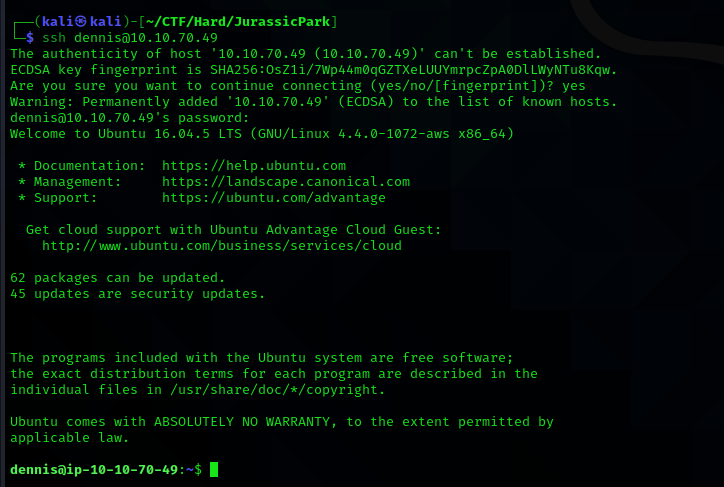 ┌──(kali㉿kali)-[~/CTF/Hard/JurassicPark]
└─$ ssh dennis@10.10.70.49
The authenticity of host '10.10.70.49 (10.10.70.49)' can't be established.
ECDSA key fingerprint is SHA256:OsZ1i/7Wp44m0qGZTXeLUUYmrpcZpA0DlLWyNTu8Kqw.
Are you sure you want to continue connecting (yes/no/[fingerprint])? yes
Warning: Permanently added '10.10.70.49' (ECDSA) to the list of known hosts.
dennis@10.10.70.49's password:
Welcome to Ubuntu 16.04.5 LTS (GNU/Linux 4.4.0-1072-aws x86_64)
* Documentation:  https://help.ubuntu.com
* Management:     https://landscape.canonical.com
* Support:        https://ubuntu.com/advantage
Get cloud support with Ubuntu Advantage Cloud Guest:
http://www.ubuntu.com/business/services/cloud
62 packages can be updated.
45 updates are security updates.
The programs included with the Ubuntu system are free software;
the exact distribution terms for each program are described in the
individual files in /usr/share/doc/*/copyright.
Ubuntu comes with ABSOLUTELY NO WARRANTY, to the extent permitted by
applicable law.
dennis@ip-10-10-70-49:~$